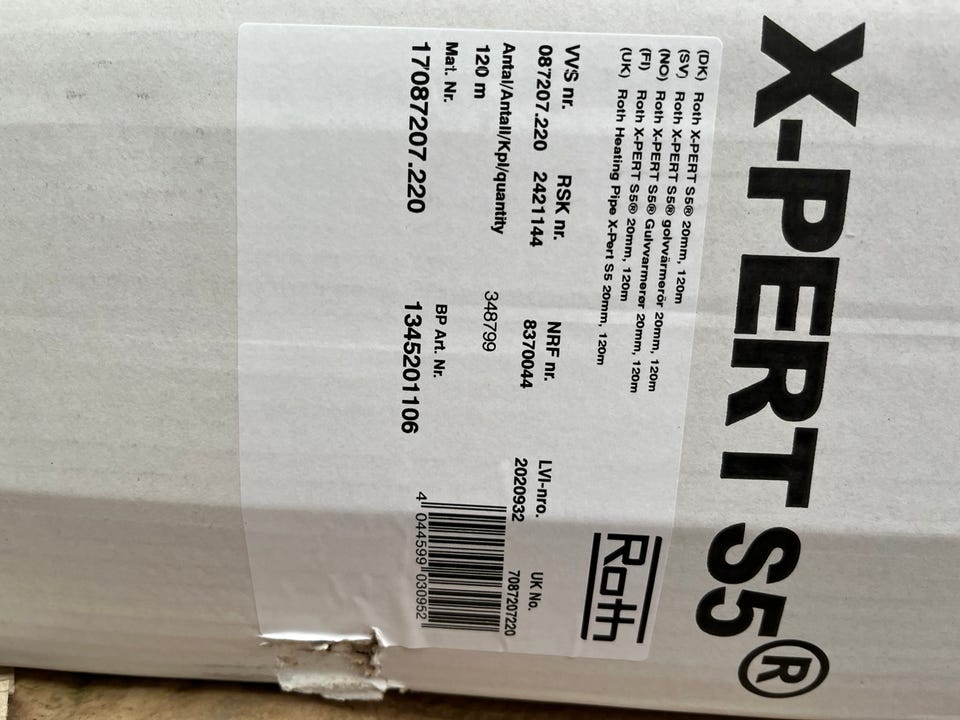 X-PERT S5®
(DK) Roth X-PERT S5® 20mm, 120m
(SV) Roth X-PERT S5® golvvärmerör 20mm, 120m
(NO) Roth X-PERT S5® Gulvvarmerør 20mm, 120m
(FI) Roth X-PERT S5® 20mm, 120m
(UK) Roth Heating Pipe X-Pert S5 20mm, 120m
Roth
VVS nr. RSK nr. NRF nr. LVI-nro. UK No.
087207.220 2421144 8370044 2020932 7087207220
Antal/Antall/Kpl/quantity
120 m 348799
Mat. Nr. BP Art. Nr.
17087207.220 1345201106
4 044599 030952